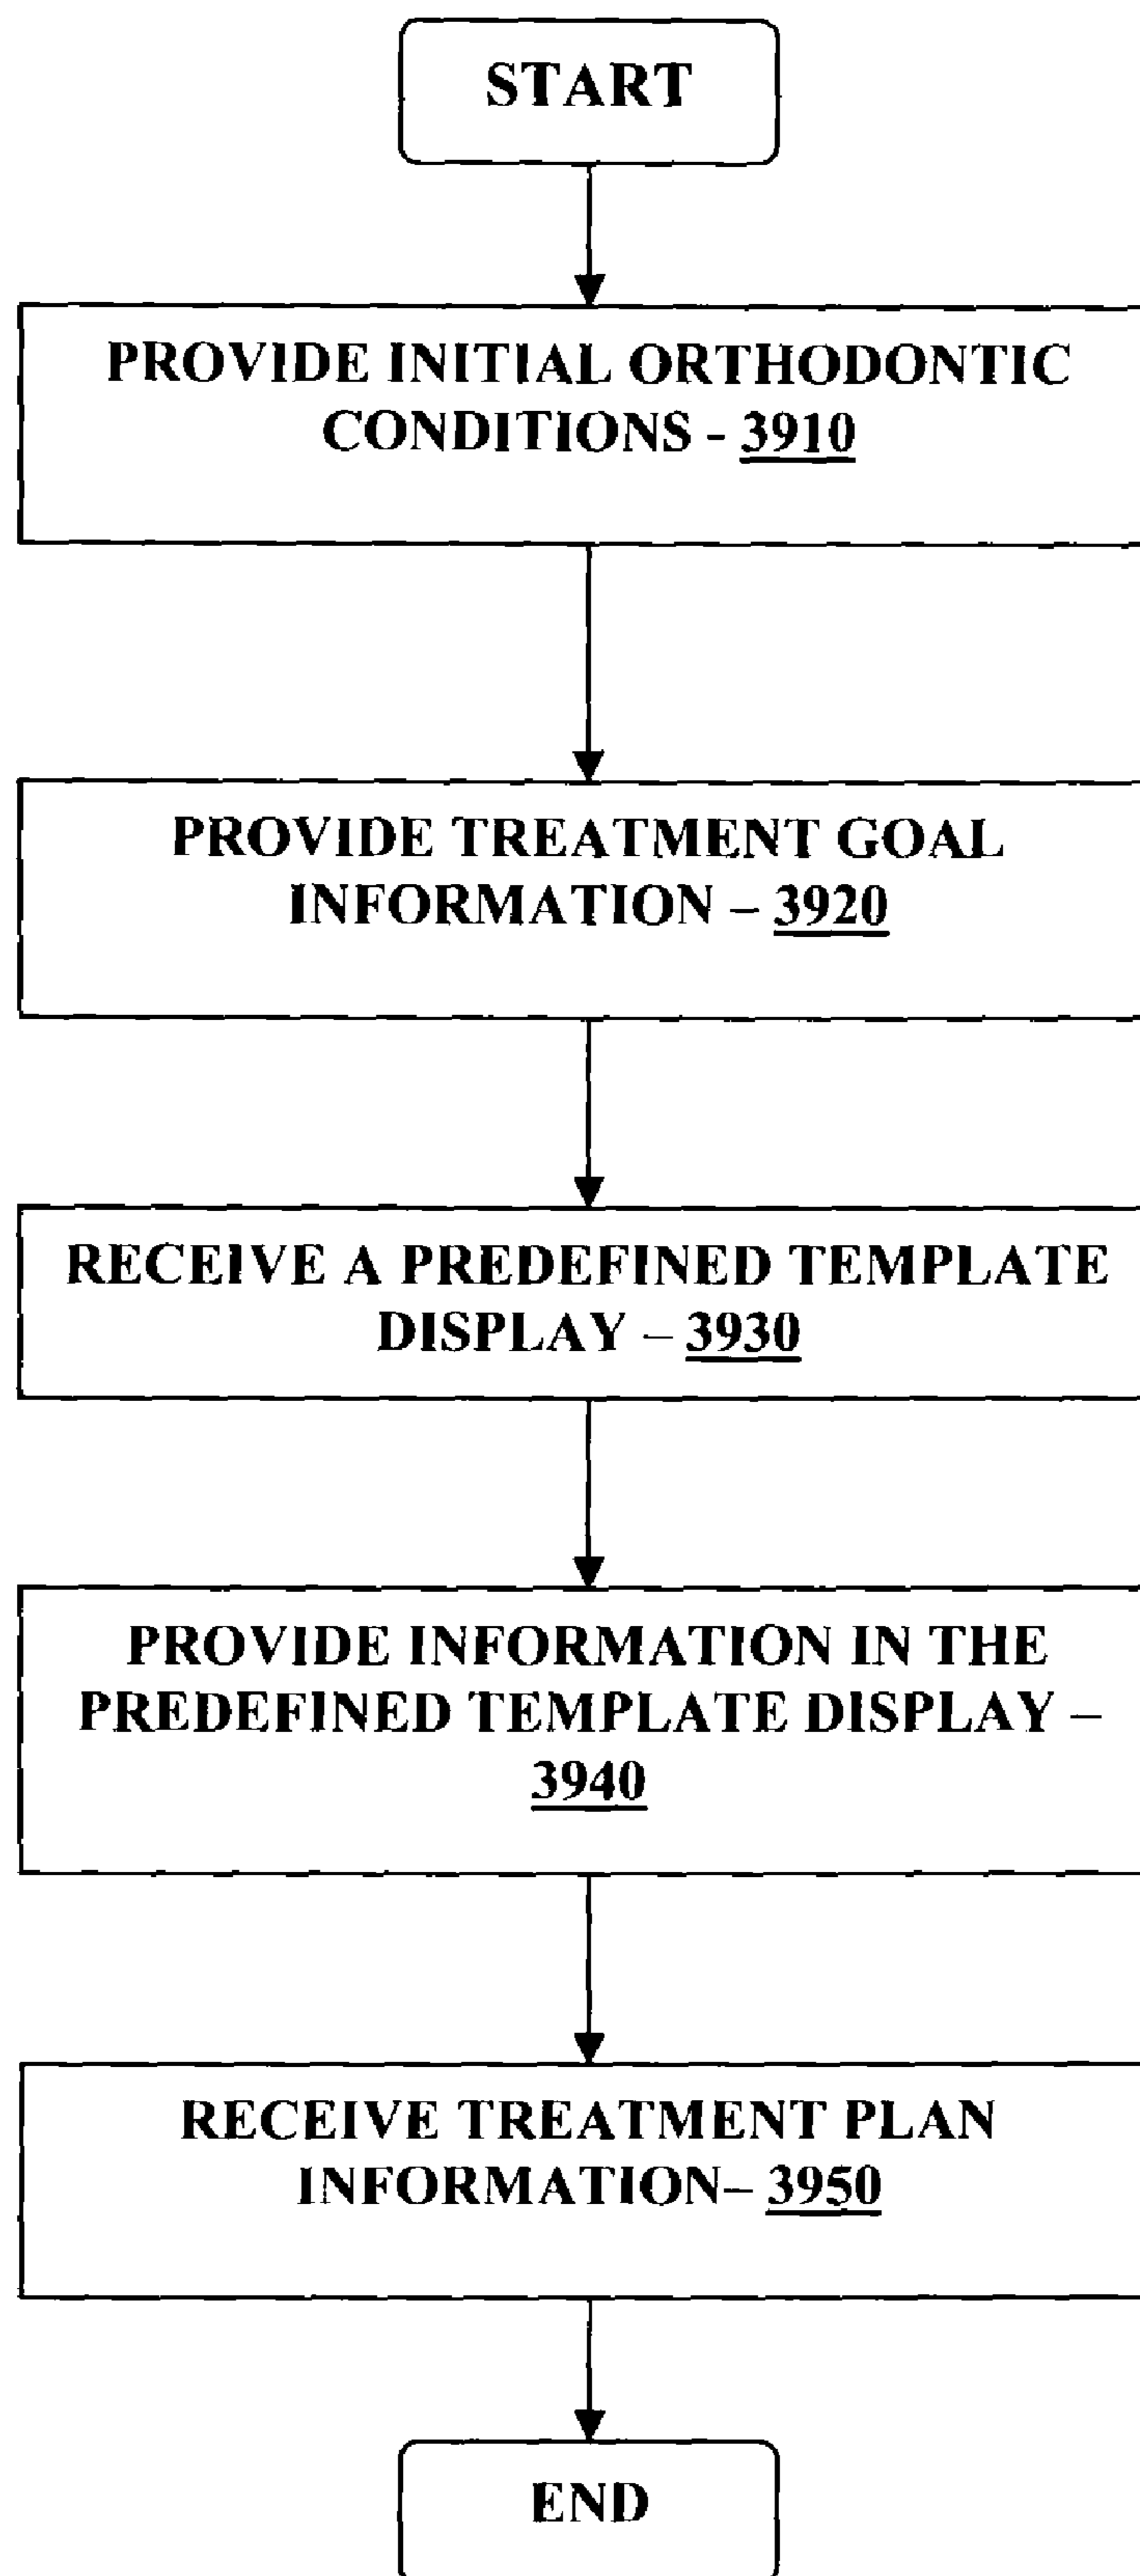 START
PROVIDE INITIAL ORTHODONTIC
CONDITIONS - 3910
PROVIDE TREATMENT GOAL
INFORMATION – 3920
RECEIVE A PREDEFINED TEMPLATE
DISPLAY – 3930
PROVIDE INFORMATION IN THE
PREDEFINED TEMPLATE DISPLAY –
3940
RECEIVE TREATMENT PLAN
INFORMATION– 3950
END